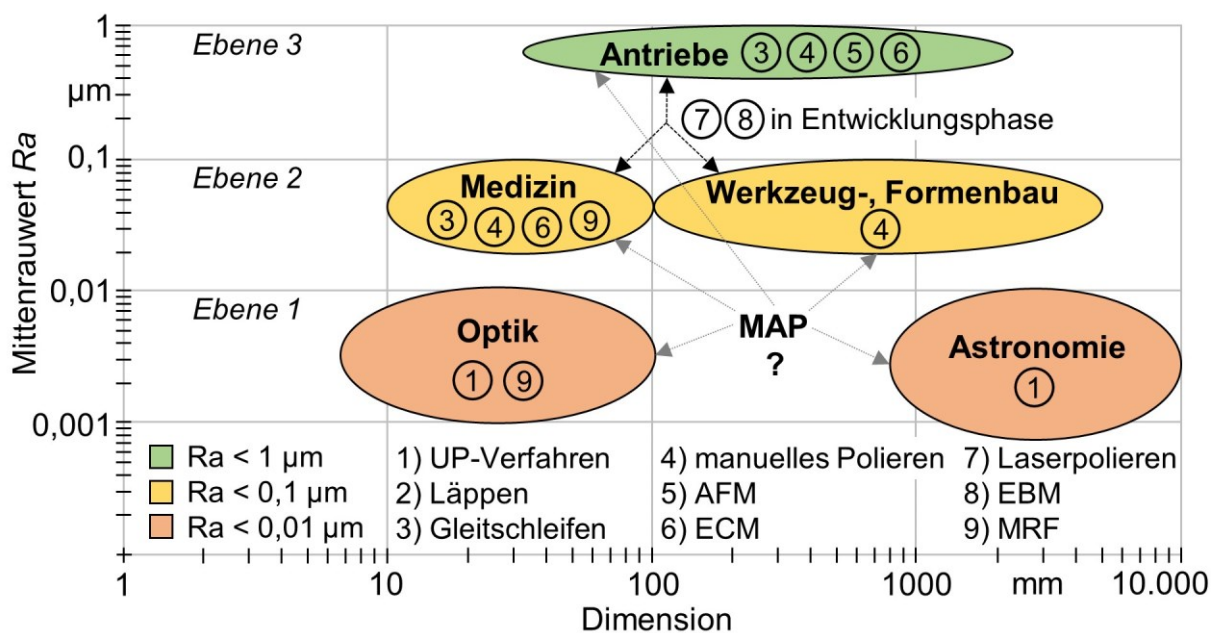 1
Ebene 3
Antriebe 3 4 5 6
µm
7 8 in Entwicklungsphase
0,1
Ebene 2
Medizin
3 4 6 9
Werkzeug-, Formenbau
4
Mittenrauwert Ra
0,01
Ebene 1
Optik
1 9
MAP
?
Astronomie
1
0,001
Ra < 1 µm
Ra < 0,1 µm
Ra < 0,01 µm
1) UP-Verfahren
2) Läppen
3) Gleitschleifen
4) manuelles Polieren
5) AFM
6) ECM
7) Laserpolieren
8) EBM
9) MRF
1 10 100 1000 mm 10.000
Dimension